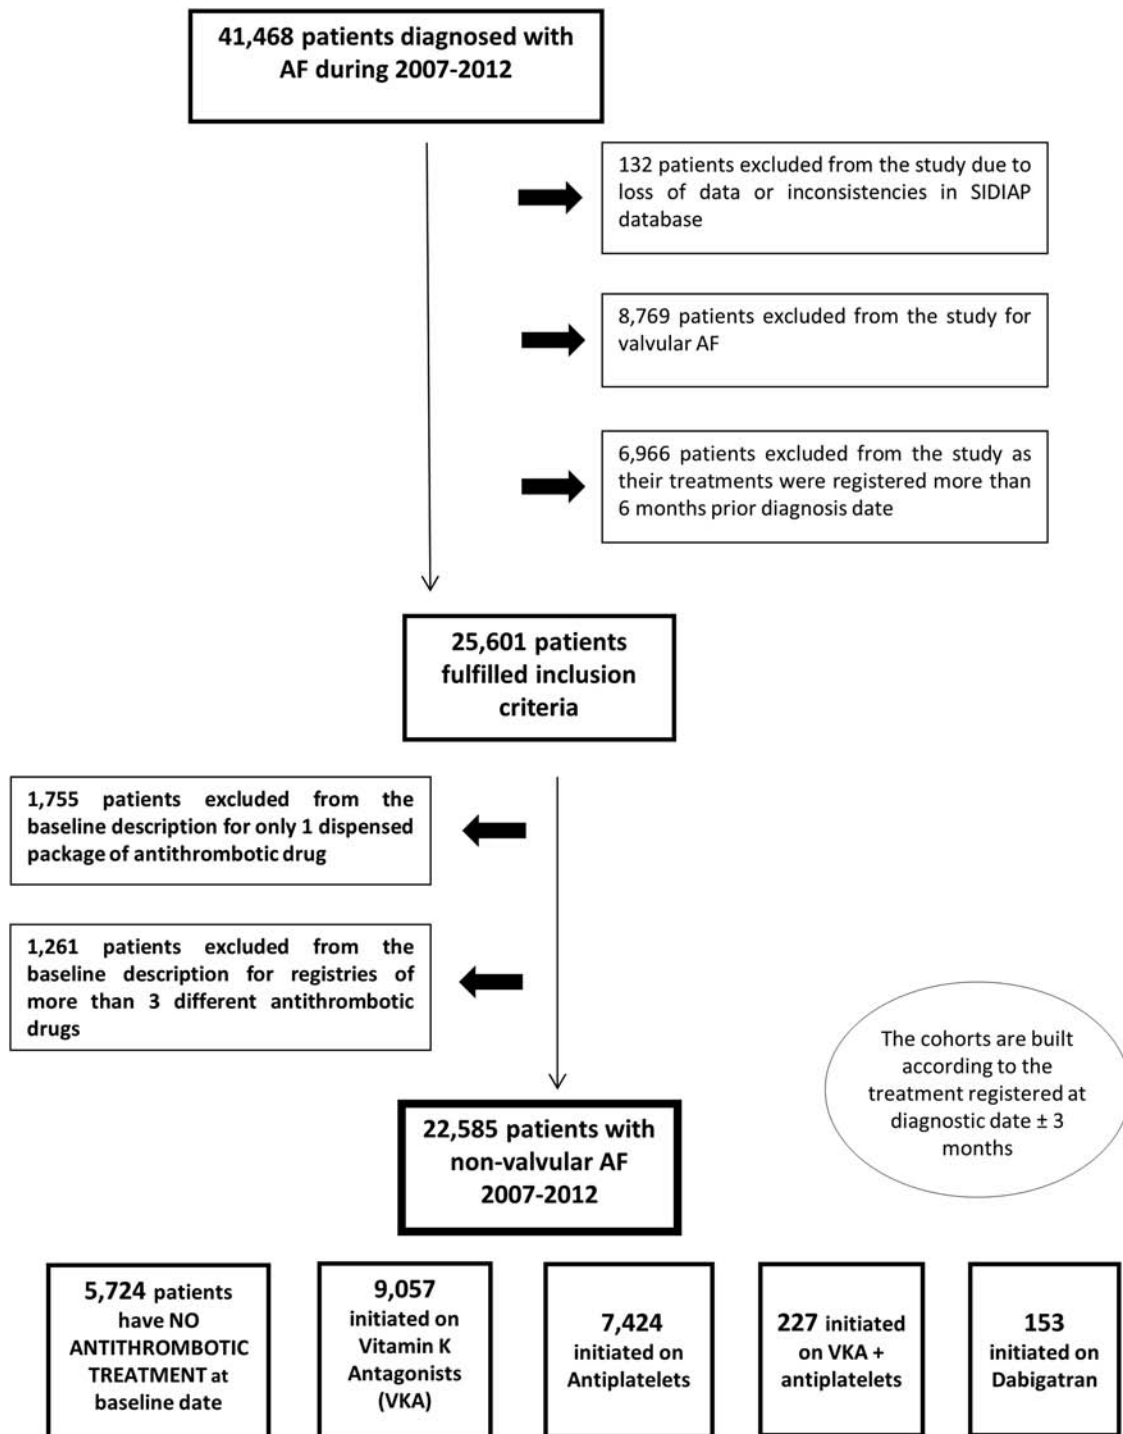 41,468 patients diagnosed with
AF during 2007-2012
132 patients excluded from the study due to
loss of data or inconsistencies in SIDIAP
database
8,769 patients excluded from the study for
valvular AF
6,966 patients excluded from the study as
their treatments were registered more than
6 months prior diagnosis date
25,601 patients
fulfilled inclusion
criteria
1,755 patients excluded from the
baseline description for only 1 dispensed
package of antithrombotic drug
1,261 patients excluded from the
baseline description for registries of
more than 3 different antithrombotic
drugs
The cohorts are built
according to the
treatment registered at
diagnostic date ± 3
months
22,585 patients with
non-valvular AF
2007-2012
5,724 patients
have NO
ANTITHROMBOTIC
TREATMENT at
baseline date
9,057
initiated on
Vitamin K
Antagonists
(VKA)
7,424
initiated on
Antiplatelets
227 initiated
on VKA +
antiplatelets
153
initiated on
Dabigatran